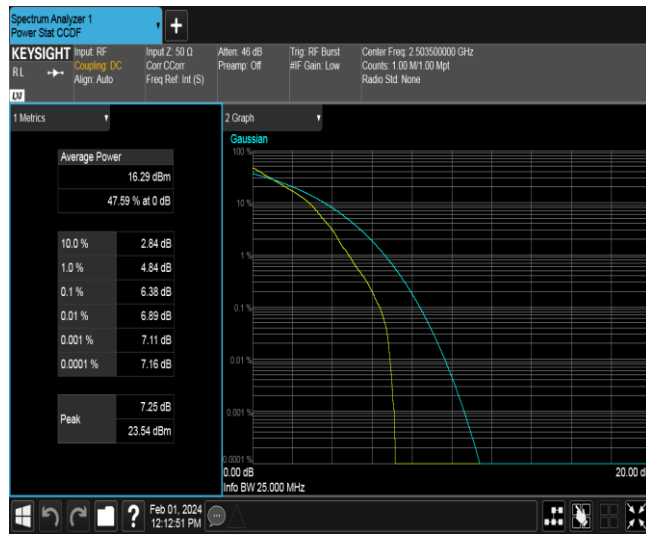 Spectrum Analyzer 1
Power Stat CCDF
+
KEYSIGHT
RL
LXI
Input: RF
Coupling: DC
Align: Auto
Input Z: 50 Ω
Corr CCorr
Freq Ref: Int (S)
Atten: 46 dB
Preamp: Off
Trig: RF Burst
#IF Gain: Low
Center Freq: 2.503500000 GHz
Counts: 1.00 M/1.00 Mpt
Radio Std: None
1 Metrics
Average Power
16.29 dBm
47.59 % at 0 dB
10.0 % 2.84 dB
1.0 % 4.84 dB
0.1 % 6.38 dB
0.01 % 6.89 dB
0.001 % 7.11 dB
0.0001 % 7.16 dB
Peak
7.25 dB
23.54 dBm
2 Graph
Gaussian
100 %
10 %
1 %
0.1 %
0.01 %
0.001 %
0.0001 %
0.00 dB 20.00 d
Info BW 25.000 MHz
? Feb 01, 2024
12:12:51 PM